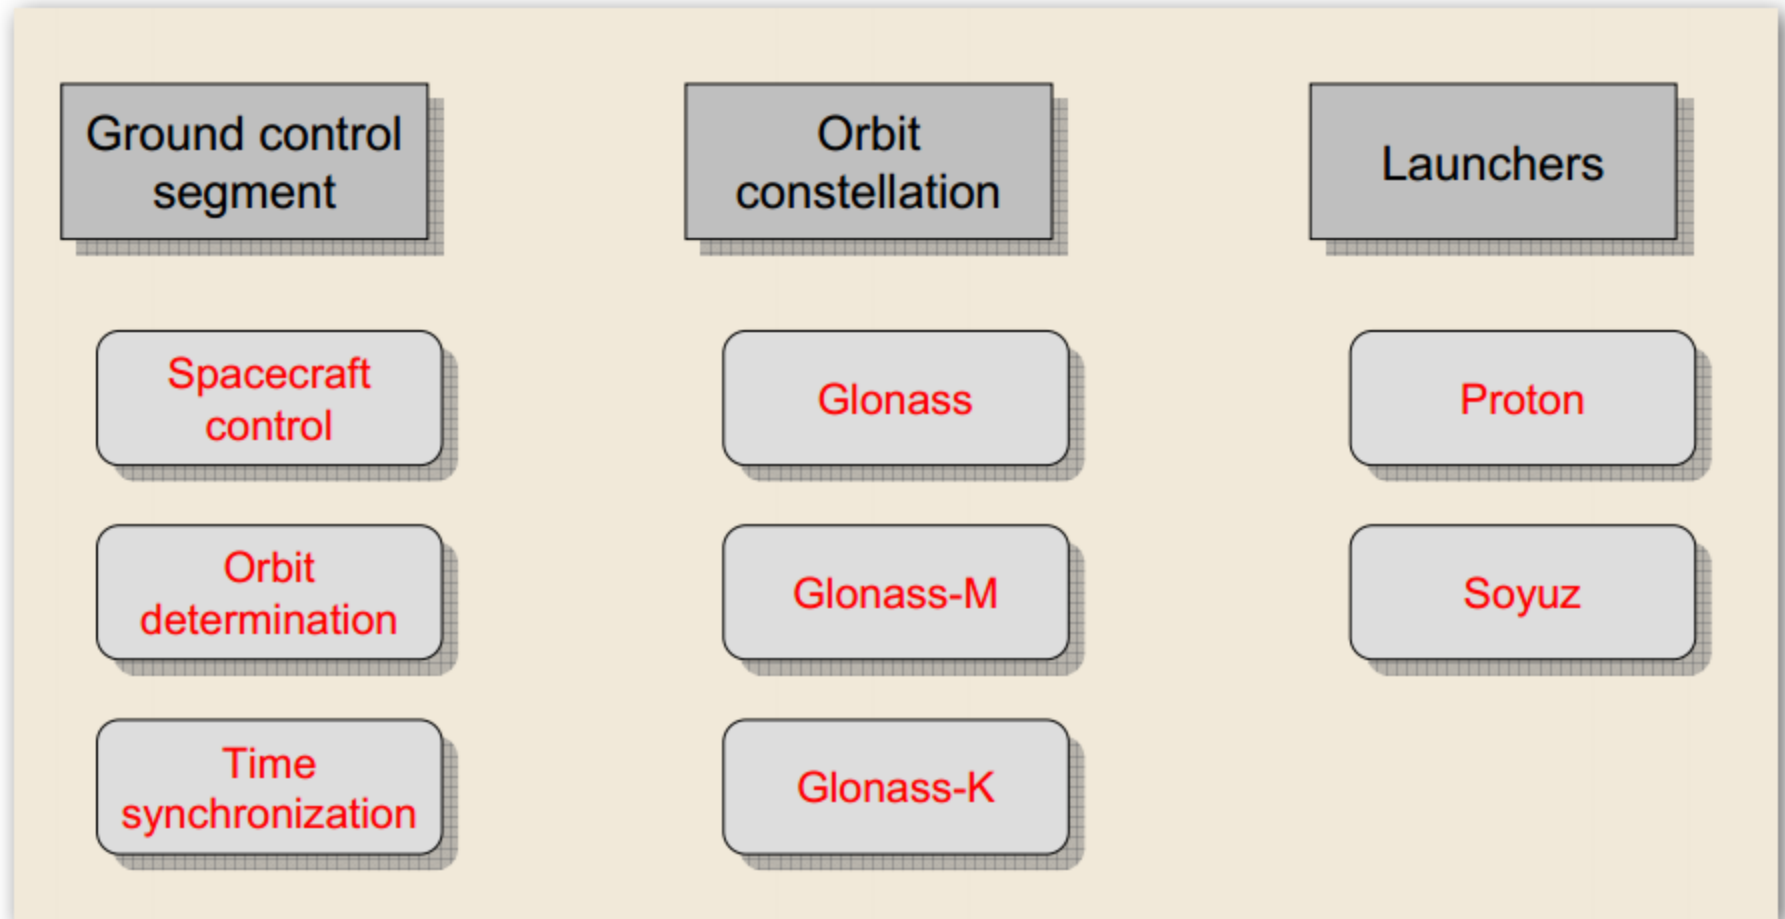 Ground control
segment
Orbit
constellation
Launchers
Spacecraft
control
Glonass
Proton
Orbit
determination
Glonass-M
Soyuz
Time
synchronization
Glonass-K